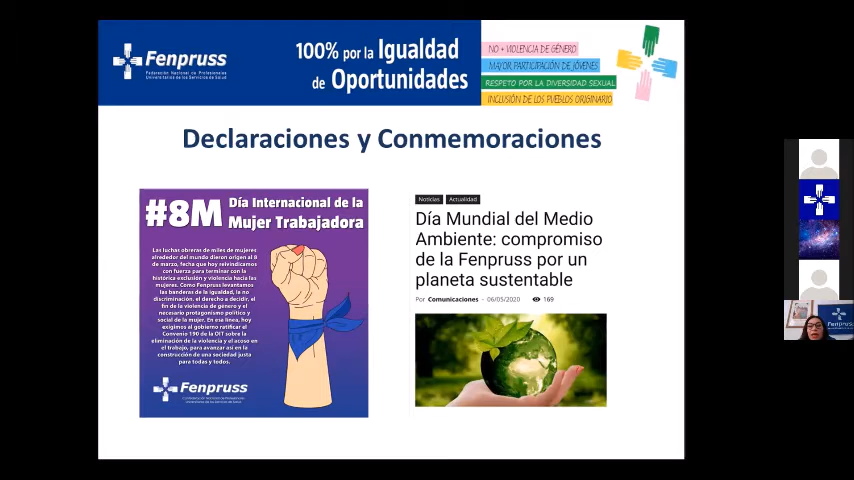 Fenpruss
Federación Nacional de Profesionales
Universitarios de los Servicios de Salud
100% por la Igualdad
de Oportunidades
NO + VIOLENCIA DE GÉNERO
MAYOR PARTICIPACIÓN DE JÓVENES
RESPETO POR LA DIVERSIDAD SEXUAL
INCLUSIÓN DE LOS PUEBLOS ORIGINARIO
Declaraciones y Conmemoraciones
#8M Día Internacional de la
Mujer Trabajadora
Las luchas obreras de miles de mujeres
alrededor del mundo dieron origen al 8
de marzo, fecha que hoy reivindicamos
con fuerza para terminar con la
histórica exclusión y violencia hacia las
mujeres. Como Fenpruss levantamos
las banderas de la igualdad, la no
discriminación, el derecho a decidir, el
fin de la violencia de género y el
necesario protagonismo político y
social de la mujer. En esa línea, hoy
exigimos al gobierno ratificar el
Convenio 190 de la OIT sobre la
eliminación de la violencia y el acoso en
el trabajo, para avanzar así en la
construcción de una sociedad justa
para todas y todos.
Fenpruss
Noticias Actualidad
Día Mundial del Medio
Ambiente: compromiso
de la Fenpruss por un
planeta sustentable
Por Comunicaciones - 06/05/2020 169
Fenpruss